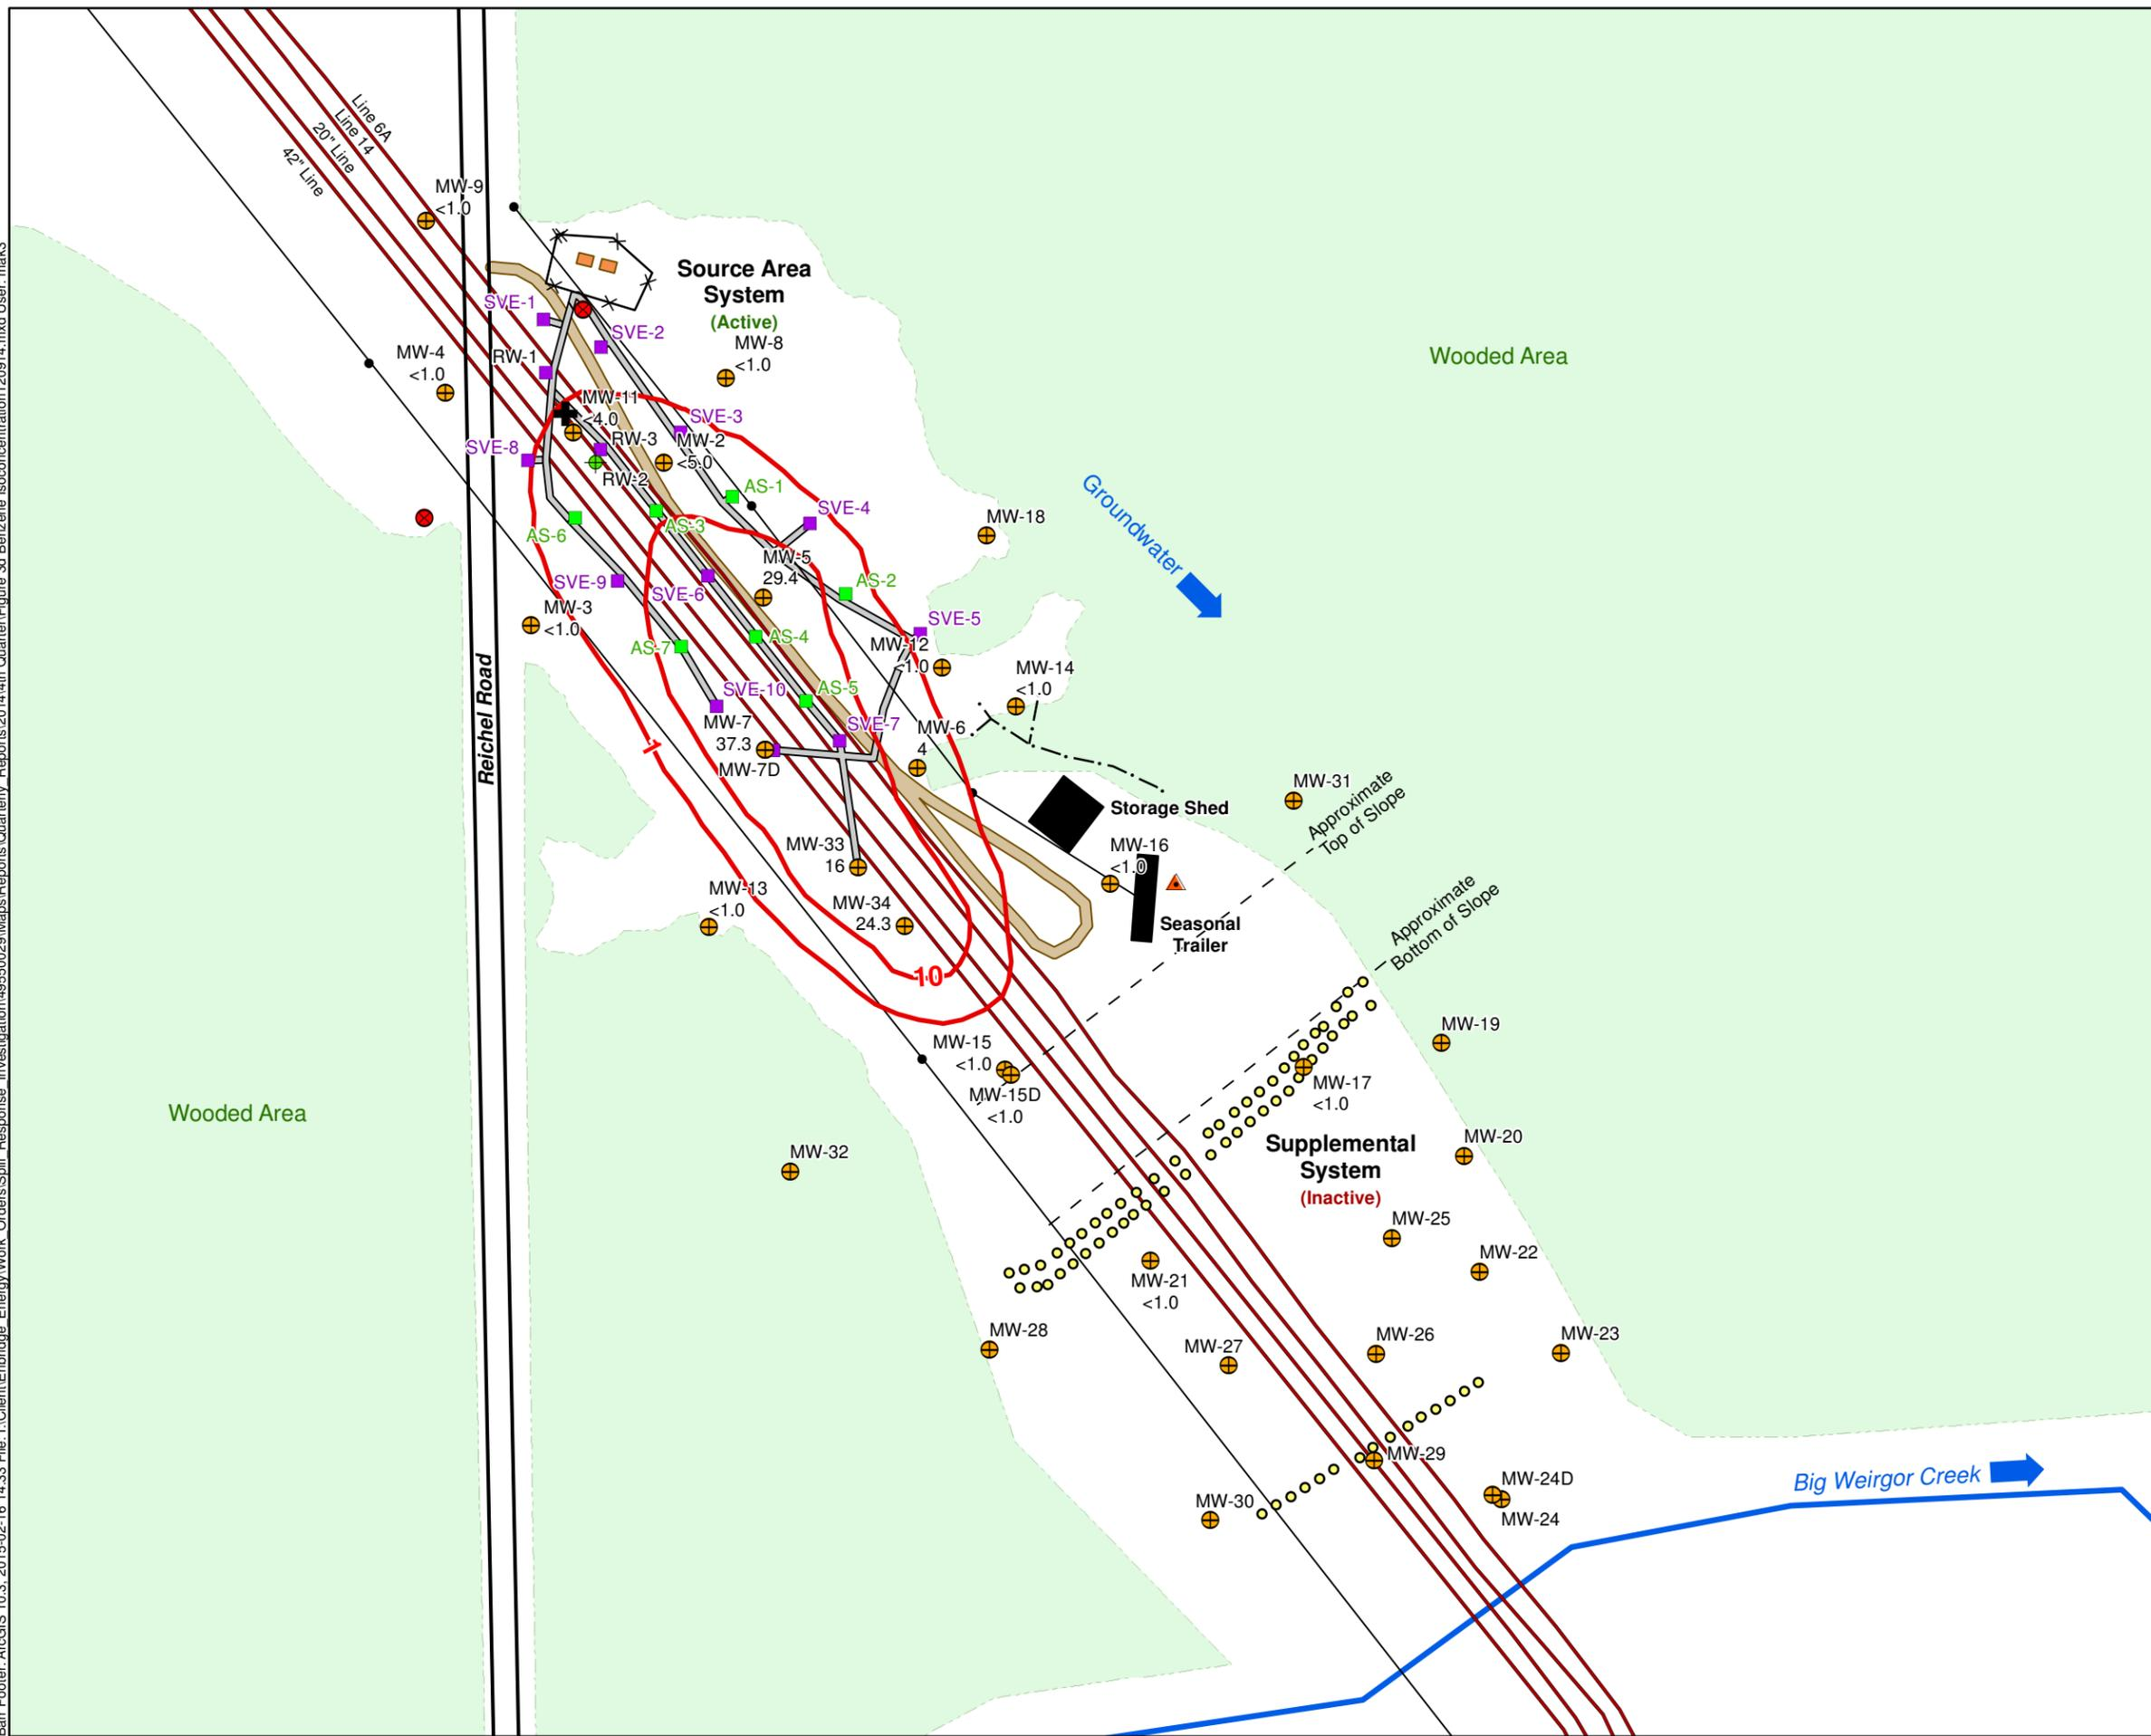 Line 6A
Line 14
20" Line
42" Line
MW-9
<1.0
Source Area
System
(Active)
SVE-1
SVE-2
MW-8
<1.0
MW-4
<1.0
RW-1
Wooded Area
MW-11
<4.0
SVE-3
RW-3
MW-2
<5.0
SVE-8
RW-2
AS-1
Groundwater
SVE-4
AS-3
MW-18
AS-6
MW-5
29.4
SVE-9
SVE-6
AS-2
MW-3
<1.0
SVE-5
AS-4
MW-12
<1.0
AS-7
MW-14
<1.0
SVE-10
AS-5
Reichel Road
MW-7
37.3
SVE-7
MW-6
4
1
MW-7D
MW-31
Storage Shed
Approximate
Top of Slope
MW-33
16
MW-16
<1.0
MW-13
<1.0
MW-34
24.3
Seasonal
Trailer
Approximate
Bottom of Slope
10
MW-19
MW-15
<1.0
MW-15D
<1.0
MW-17
<1.0
Wooded Area
Supplemental
System
(Inactive)
MW-20
MW-32
MW-25
MW-22
MW-21
<1.0
MW-28
MW-27
MW-26
MW-23
MW-29
MW-24D
MW-24
MW-30
Big Weirgor Creek